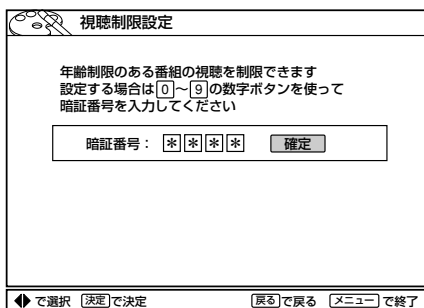 視聴制限設定
年齢制限のある番組の視聴を制限できます
設定する場合は0～9の数字ボタンを使って
暗証番号を入力してください
暗証番号： ＊＊＊＊ 確定
で選択 決定で決定 戻るで戻る メニューで終了